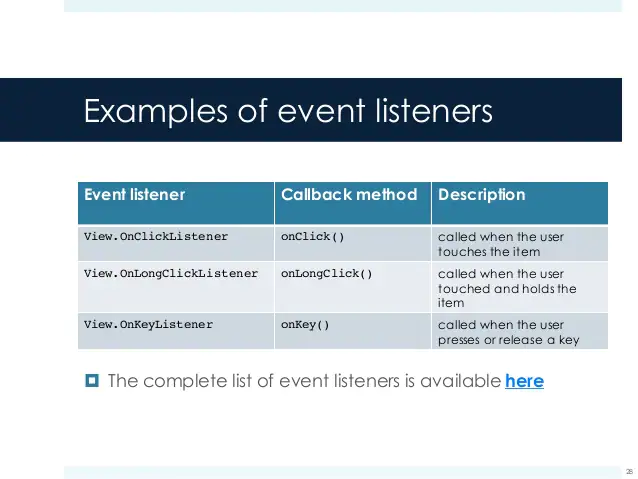 Examples of event listeners
Event listener Callback method Description
View.OnClickListener onClick() called when the user
touches the item
View.OnLongClickListener onLongClick() called when the user
touched and holds the
item
View.OnKeyListener onKey() called when the user
presses or release a key
The complete list of event listeners is available here
28